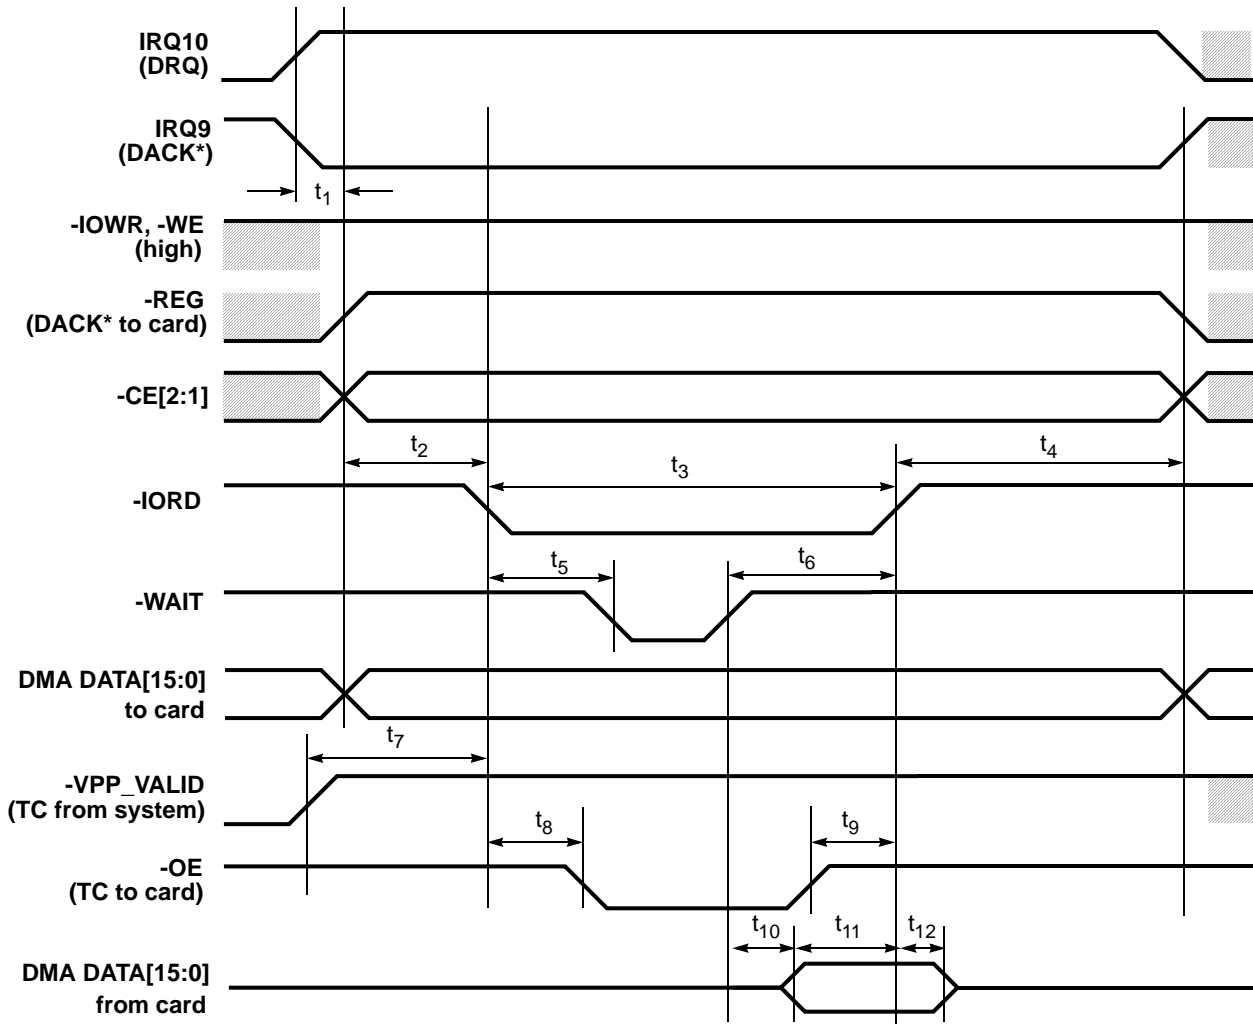 IRQ10
(DRQ)
IRQ9
(DACK*)
t1
-IOWR, -WE
(high)
-REG
(DACK* to card)
-CE[2:1]
t2
t3
t4
-IORD
t5
t6
-WAIT
DMA DATA[15:0]
to card
t7
-VPP_VALID
(TC from system)
t8
t9
-OE
(TC to card)
t10
t11
t12
DMA DATA[15:0]
from card